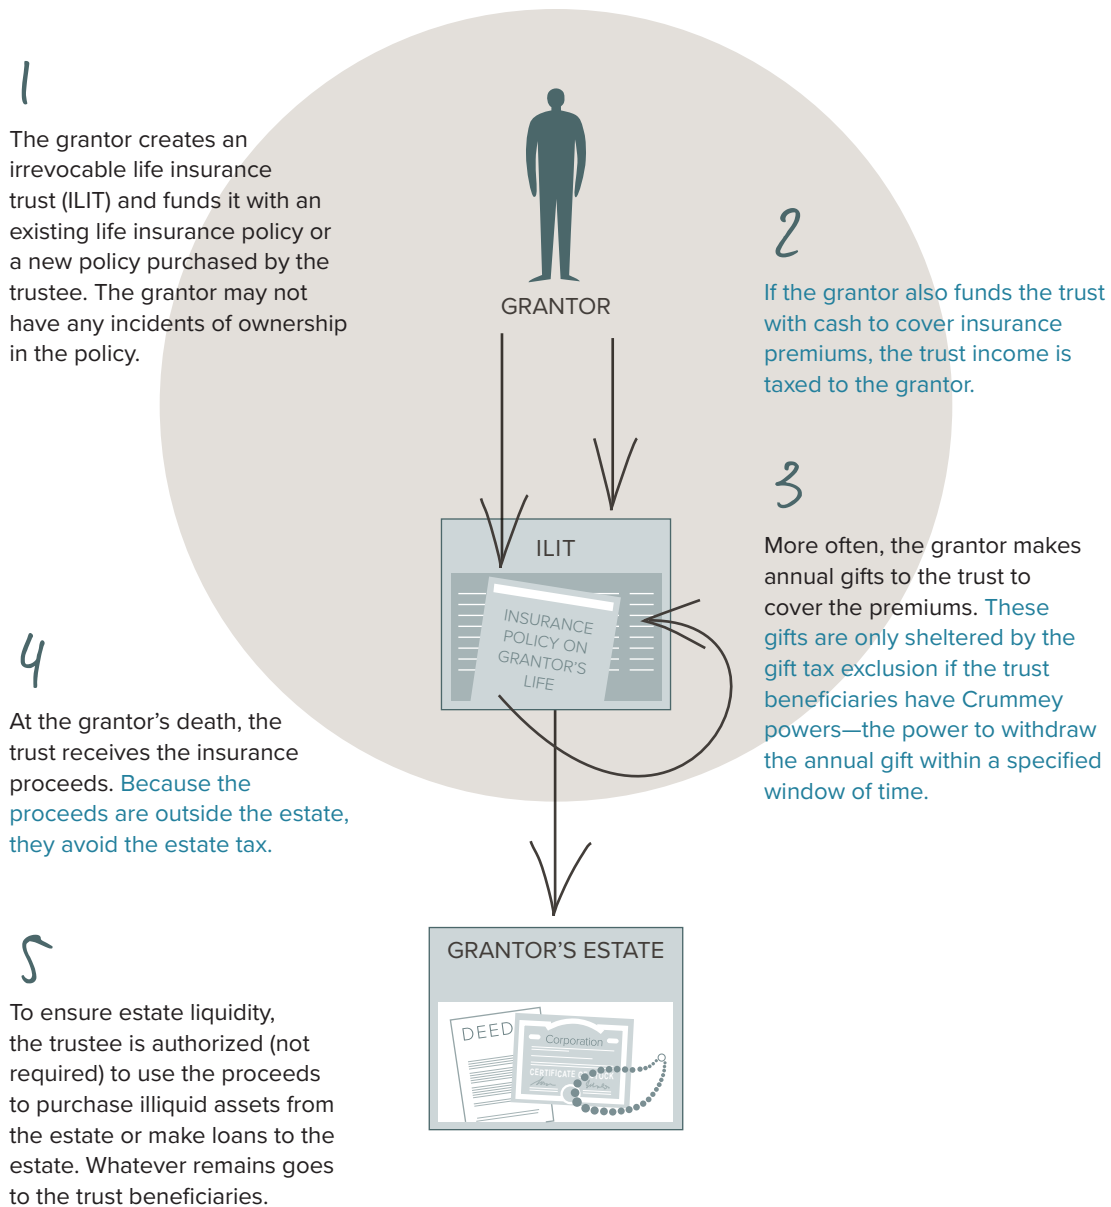 1
The grantor creates an
irrevocable life insurance
trust (ILIT) and funds it with an
existing life insurance policy or
a new policy purchased by the
trustee. The grantor may not
have any incidents of ownership
in the policy.
GRANTOR
2
If the grantor also funds the trust
with cash to cover insurance
premiums, the trust income is
taxed to the grantor.
3
More often, the grantor makes
annual gifts to the trust to
cover the premiums. These
gifts are only sheltered by the
gift tax exclusion if the trust
beneficiaries have Crummey
powers—the power to withdraw
the annual gift within a specified
window of time.
ILIT
INSURANCE
POLICY ON
GRANTOR'S
LIFE
4
At the grantor's death, the
trust receives the insurance
proceeds. Because the
proceeds are outside the estate,
they avoid the estate tax.
5
To ensure estate liquidity,
the trustee is authorized (not
required) to use the proceeds
to purchase illiquid assets from
the estate or make loans to the
estate. Whatever remains goes
to the trust beneficiaries.
GRANTOR'S ESTATE
DEED
Corporation
CERTIFICATE